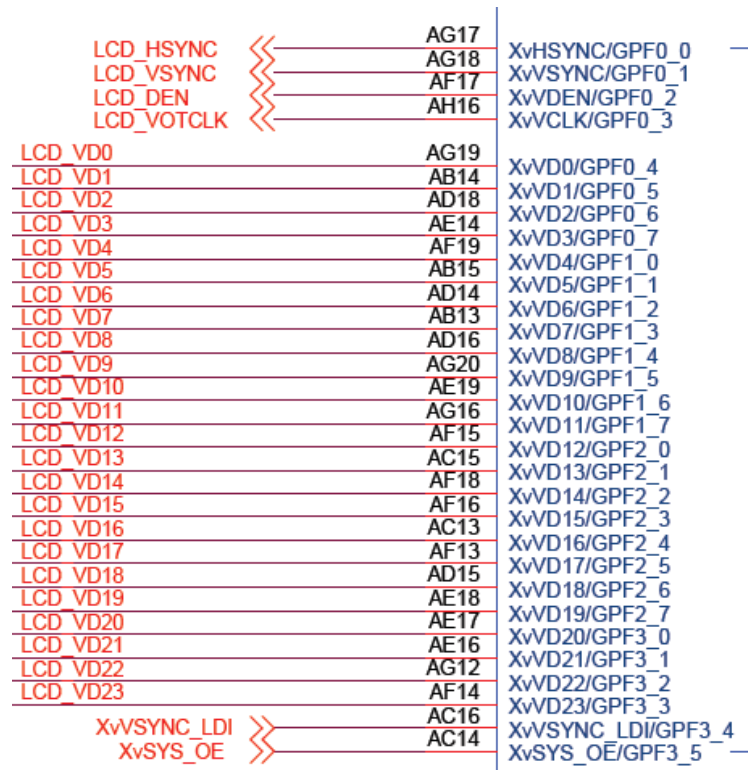 LCD_HSYNC AG17 XvHSYNC/GPF0_0
LCD_VSYNC AG18 XvVSYNC/GPF0_1
LCD_DEN AF17 XvVDEN/GPF0_2
LCD_VOTCLK AH16 XvVCLK/GPF0_3
LCD_VD0 AG19 XvVD0/GPF0_4
LCD_VD1 AB14 XvVD1/GPF0_5
LCD_VD2 AD18 XvVD2/GPF0_6
LCD_VD3 AE14 XvVD3/GPF0_7
LCD_VD4 AF19 XvVD4/GPF1_0
LCD_VD5 AB15 XvVD5/GPF1_1
LCD_VD6 AD14 XvVD6/GPF1_2
LCD_VD7 AB13 XvVD7/GPF1_3
LCD_VD8 AD16 XvVD8/GPF1_4
LCD_VD9 AG20 XvVD9/GPF1_5
LCD_VD10 AE19 XvVD10/GPF1_6
LCD_VD11 AG16 XvVD11/GPF1_7
LCD_VD12 AF15 XvVD12/GPF2_0
LCD_VD13 AC15 XvVD13/GPF2_1
LCD_VD14 AF18 XvVD14/GPF2_2
LCD_VD15 AF16 XvVD15/GPF2_3
LCD_VD16 AC13 XvVD16/GPF2_4
LCD_VD17 AF13 XvVD17/GPF2_5
LCD_VD18 AD15 XvVD18/GPF2_6
LCD_VD19 AE18 XvVD19/GPF2_7
LCD_VD20 AE17 XvVD20/GPF3_0
LCD_VD21 AE16 XvVD21/GPF3_1
LCD_VD22 AG12 XvVD22/GPF3_2
LCD_VD23 AF14 XvVD23/GPF3_3
XvVSYNC_LDI AC16 XvVSYNC_LDI/GPF3_4
XvSYS_OE AC14 XvSYS_OE/GPF3_5